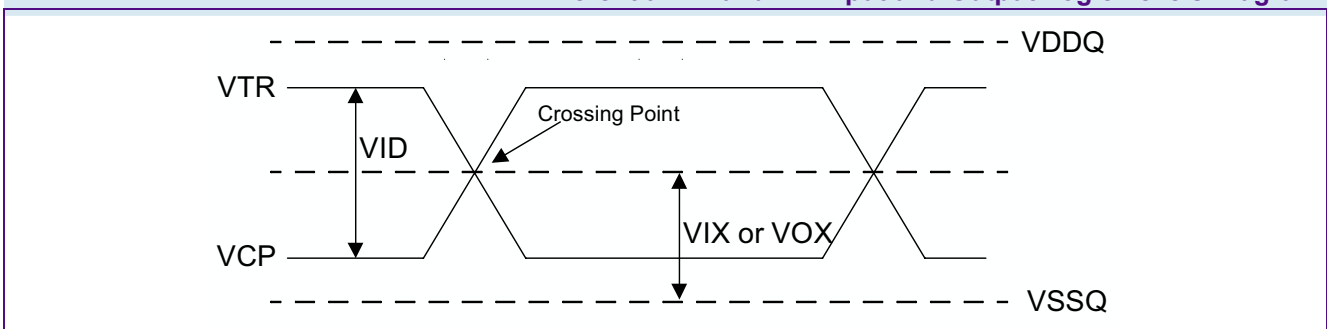 VDDQ
VTR
Crossing Point
VID
VIX or VOX
VCP
VSSQ